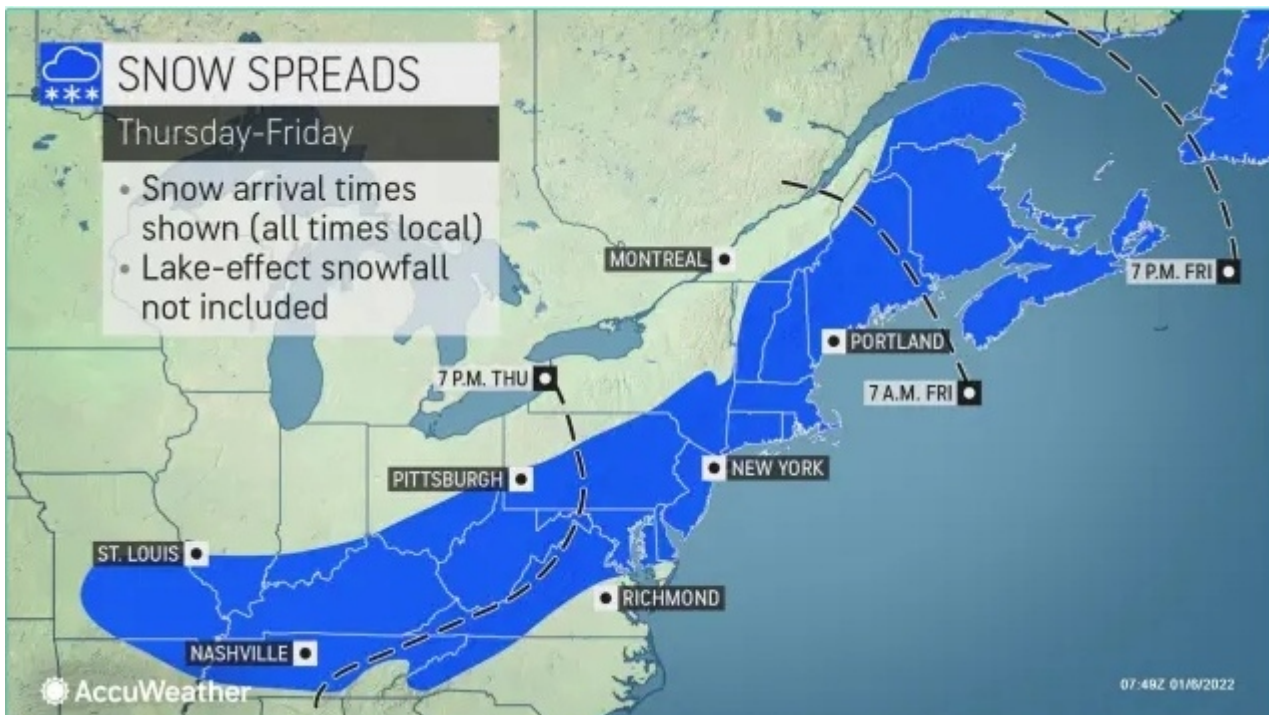 SNOW SPREADS
Thursday-Friday
• Snow arrival times
shown (all times local)
• Lake-effect snowfall
not included
MONTREAL
7 P.M. FRI
PORTLAND
7 P.M. THU
7 A.M. FRI
PITTSBURGH
NEW YORK
ST. LOUIS
RICHMOND
NASHVILLE
AccuWeather
07:49Z 01/6/2022